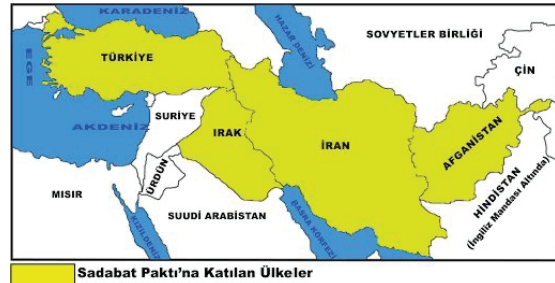 KARADENİZ
HAZAR DENİZİ
SOVYETLER BİRLİĞİ
EGE
TÜRKİYE
ÇİN
SURİYE
AKDENİZ
IRAK
İRAN
AFGANİSTAN
ÜRDÜN
MISIR
SUUDİ ARABİSTAN
HİNDİSTAN
(İngiliz Mandası Altında)
KIZILDENİZ
BASRA KÖRFEZİ
Sadabat Paktı'na Katılan Ülkeler